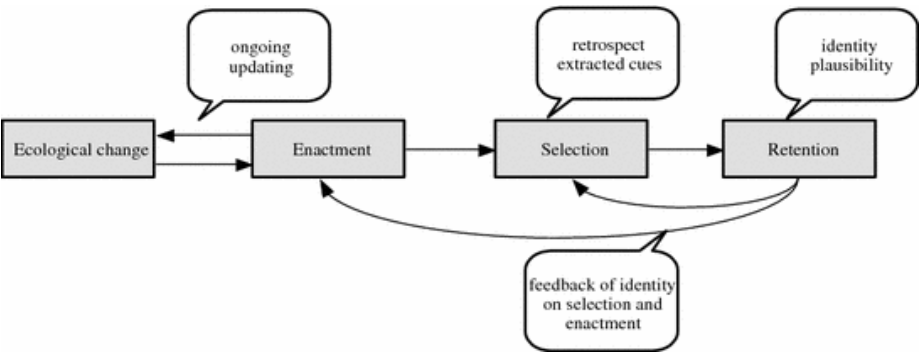 ongoing
updating
retrospect
extracted cues
identity
plausibility
Ecological change
Enactment
Selection
Retention
feedback of identity
on selection and
enactment